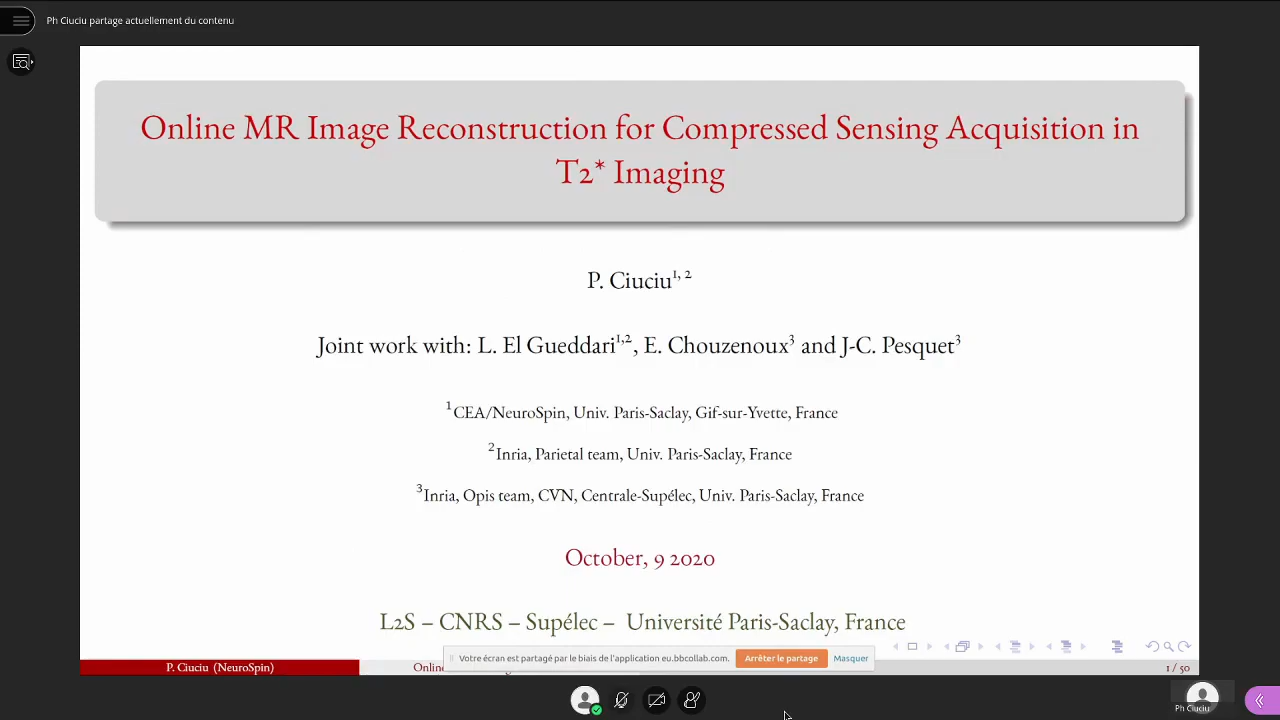 Ph Ciuciu partage actuellement du contenu
Online MR Image Reconstruction for Compressed Sensing Acquisition in
T2* Imaging
P. Ciuciu1, 2
Joint work with: L. El Gueddari1,2, E. Chouzenoux3 and J-C. Pesquet3
1CEA/NeuroSpin, Univ. Paris-Saclay, Gif-sur-Yvette, France
2Inria, Parietal team, Univ. Paris-Saclay, France
3Inria, Opis team, CVN, Centrale-Supélec, Univ. Paris-Saclay, France
October, 9 2020
L2S – CNRS – Supélec – Université Paris-Saclay, France
Votre écran est partagé par le biais de l'application eu.bbcollab.com. Arrêter le partage Masquer
P. Ciuciu (NeuroSpin) 1 / 50
Ph Ciuciu